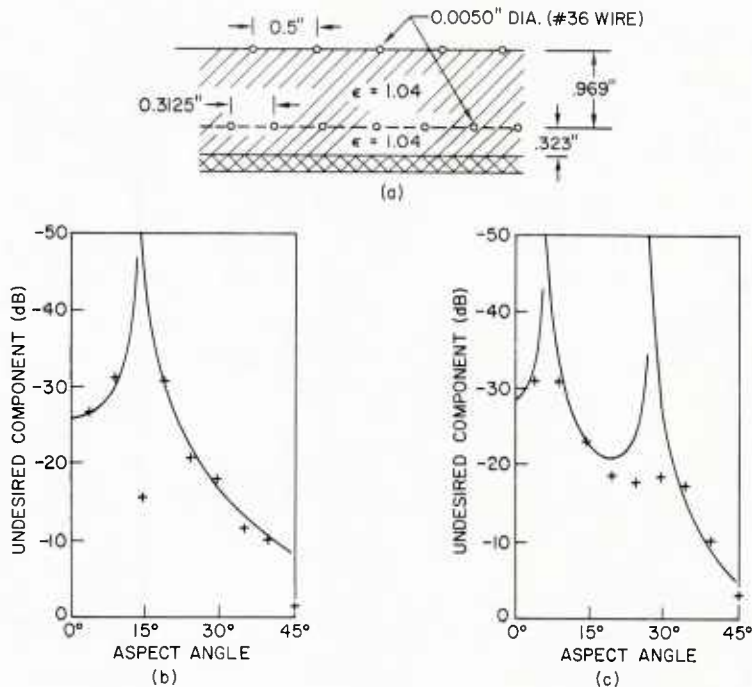 0.0050" DIA. (#36 WIRE)
0.5"
ϵ = 1.04
.969"
0.3125"
ϵ = 1.04
.323"
(a)
UNDESIRED COMPONENT (dB)
-50
-40
-30
-20
-10
0
0° 15° 30° 45°
ASPECT ANGLE
(b)
UNDESIRED COMPONENT (dB)
-50
-40
-30
-20
-10
0
0° 15° 30° 45°
ASPECT ANGLE
(c)